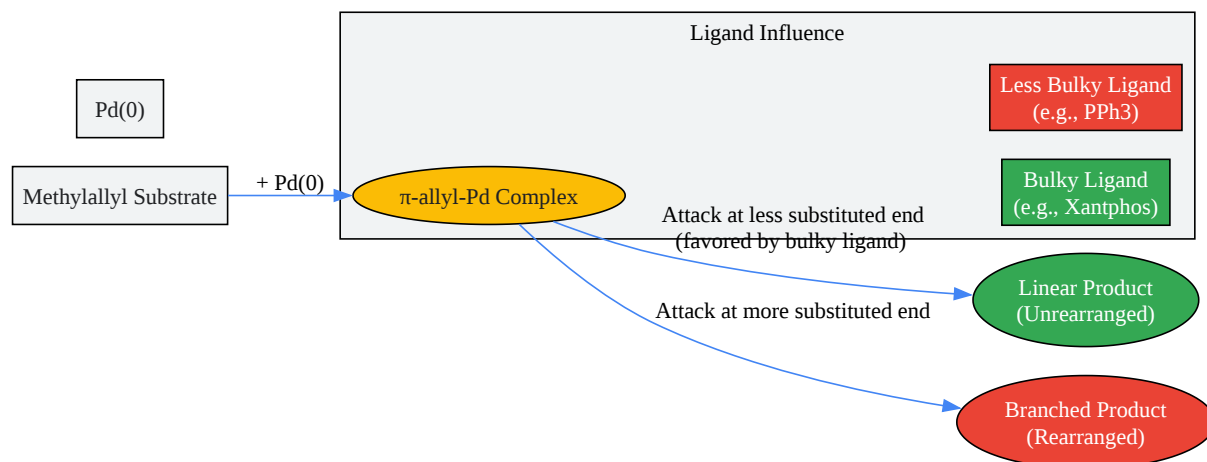 Ligand Influence
Less Bulky Ligand
(e.g., PPh3)
Pd(0)
Bulky Ligand
(e.g., Xantphos)
Methylallyl Substrate
+ Pd(0)
π-allyl-Pd Complex
Attack at less substituted end
(favored by bulky ligand)
Linear Product
(Unrearranged)
Attack at more substituted end
Branched Product
(Rearranged)